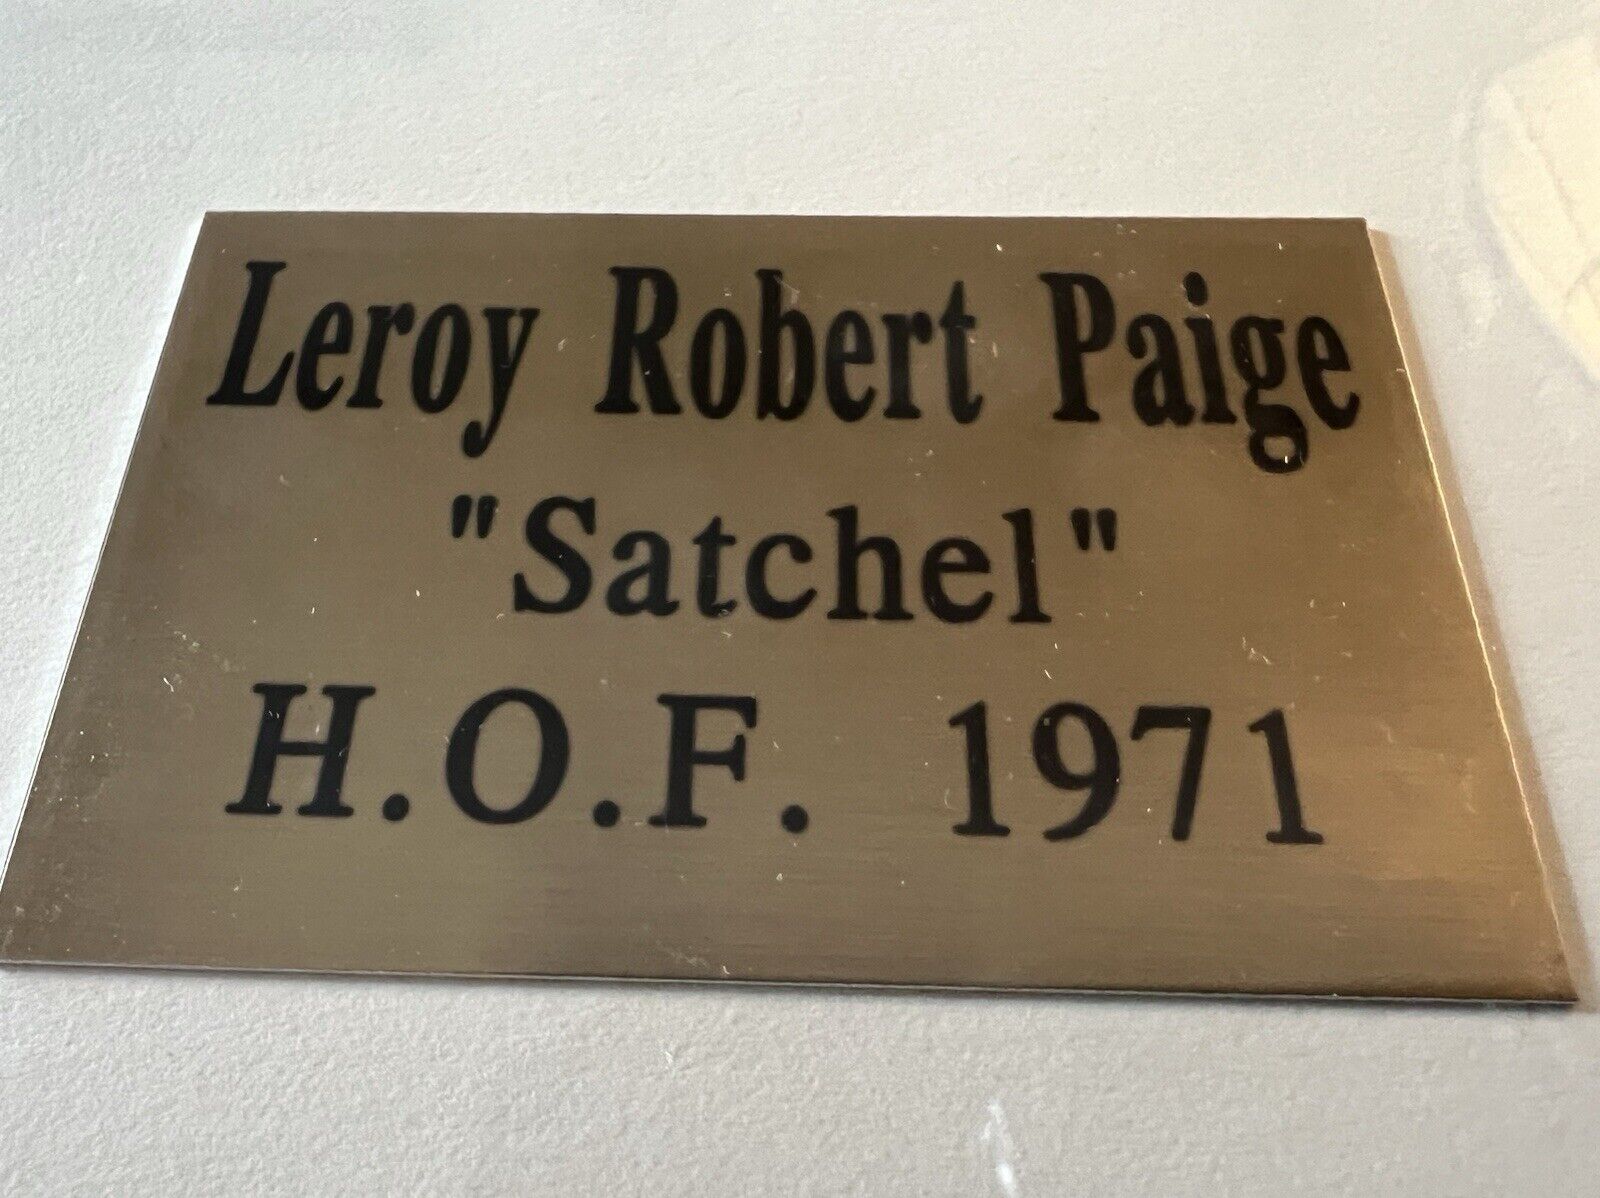 Leroy Robert Paige
"Satchel"
H.O.F. 1971